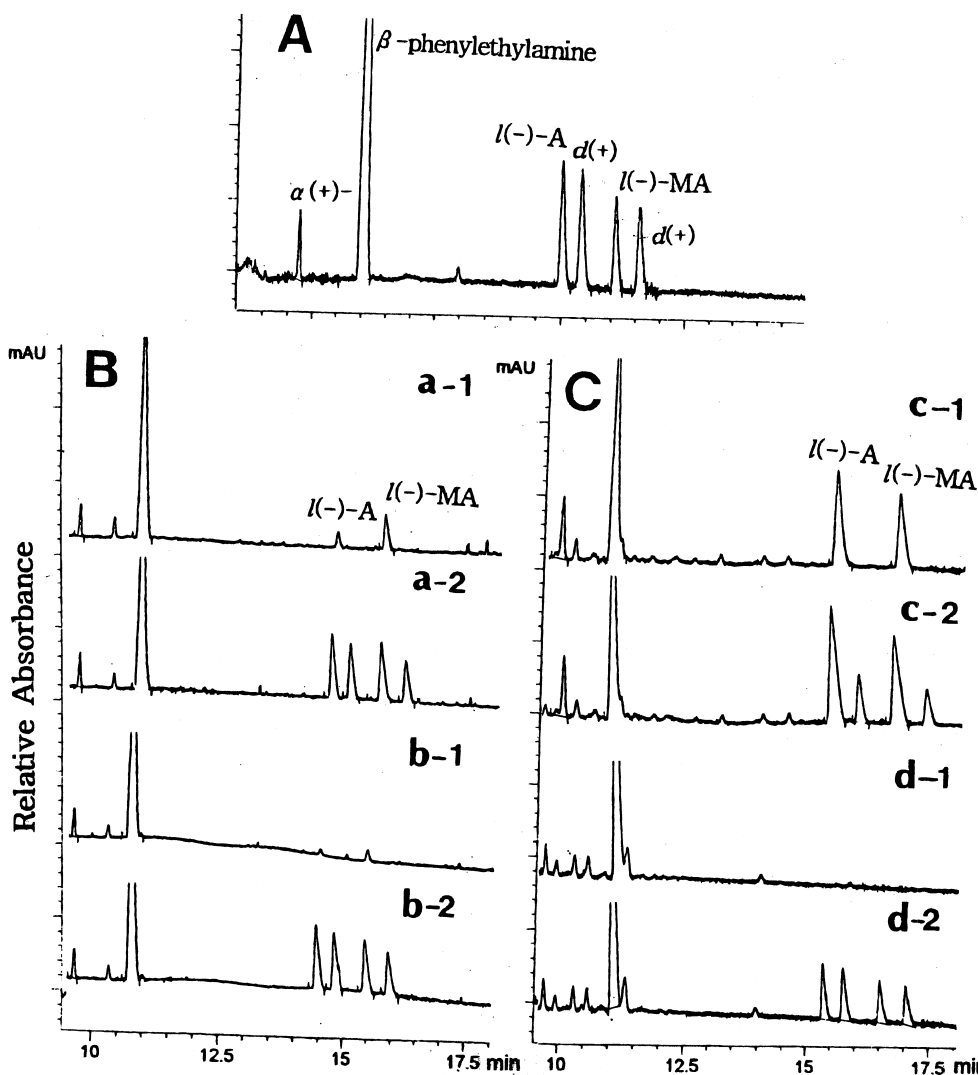 A
β-phenylethylamine
l(-)-A
d(+)
α(+)-
l(-)-MA
d(+)
mAU
B
a-1
l(-)-A
l(-)-MA
a-2
b-1
b-2
Relative Absorbance
10
12.5
15
17.5 min
mAU
C
c-1
l(-)-A
l(-)-MA
c-2
d-1
d-2
10
12.5
15
17.5 min